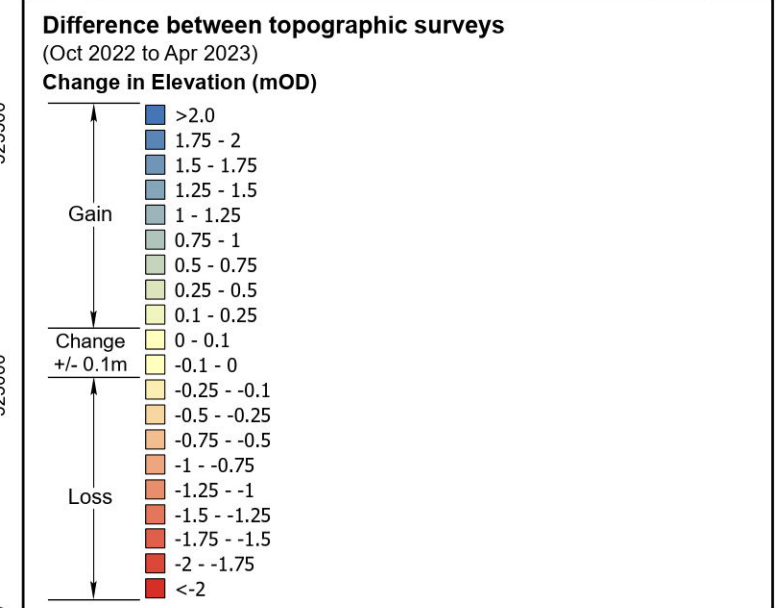 Difference between topographic surveys
(Oct 2022 to Apr 2023)
Change in Elevation (mOD)
>2.0
1.75 - 2
1.5 - 1.75
1.25 - 1.5
Gain
1 - 1.25
0.75 - 1
0.5 - 0.75
0.25 - 0.5
0.1 - 0.25
Change
+/- 0.1m
0 - 0.1
-0.1 - 0
-0.25 - -0.1
-0.5 - -0.25
-0.75 - -0.5
-1 - -0.75
-1.25 - -1
Loss
-1.5 - -1.25
-1.75 - -1.5
-2 - -1.75
<-2